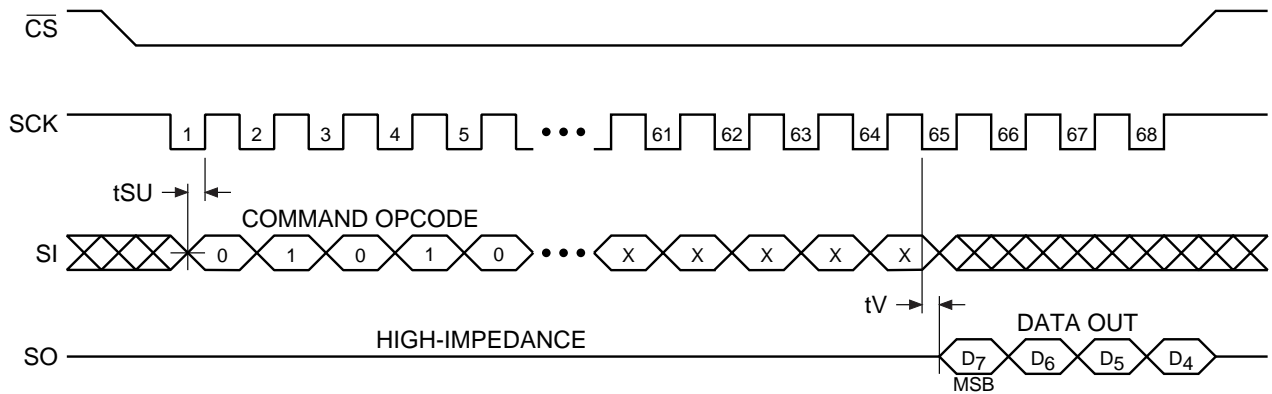 CS
SCK 1 2 3 4 5 ••• 61 62 63 64 65 66 67 68
tSU
COMMAND OPCODE
SI 0 1 0 1 0 ••• X X X X X
tV
HIGH-IMPEDANCE DATA OUT
SO D7 D6 D5 D4
MSB